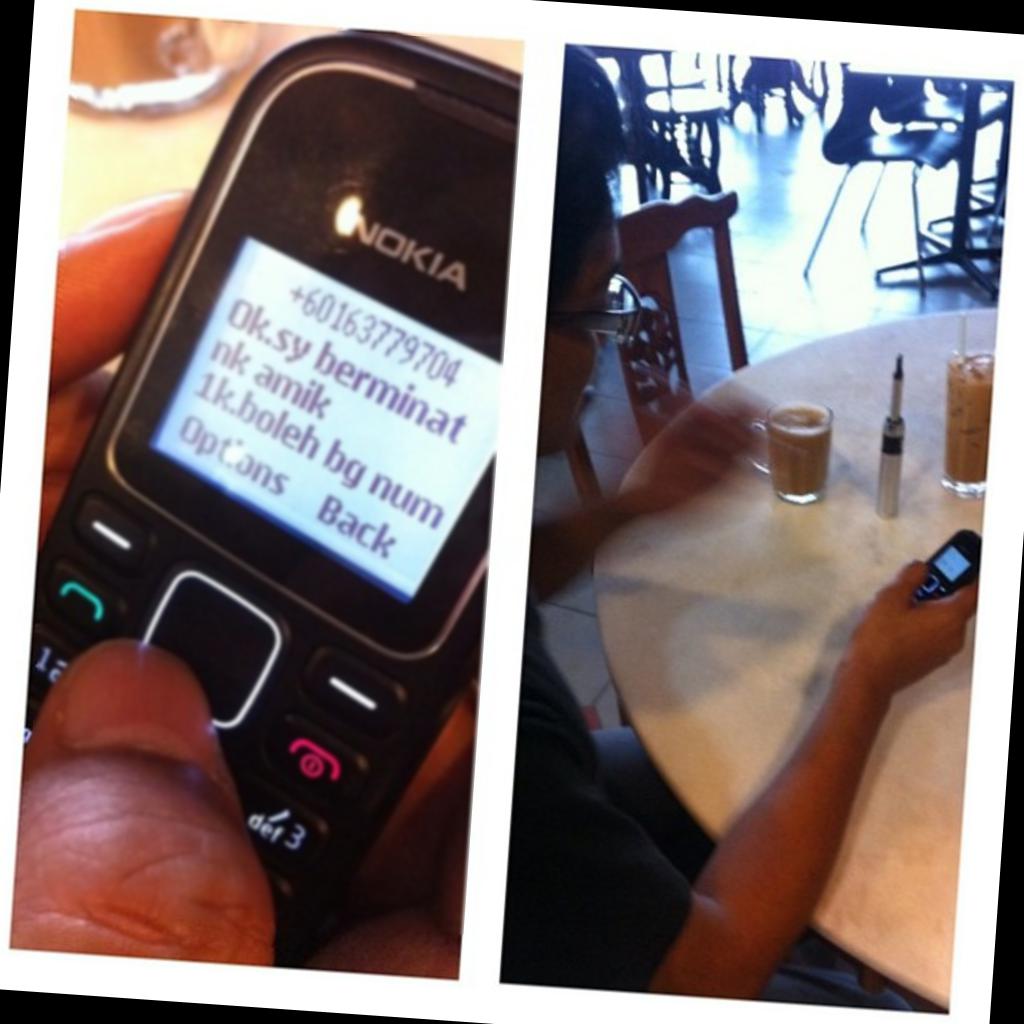 NOKIA
+60163779704
Ok.sy berminat
nk amik
1k.boleh bg num
Options Back
def 3